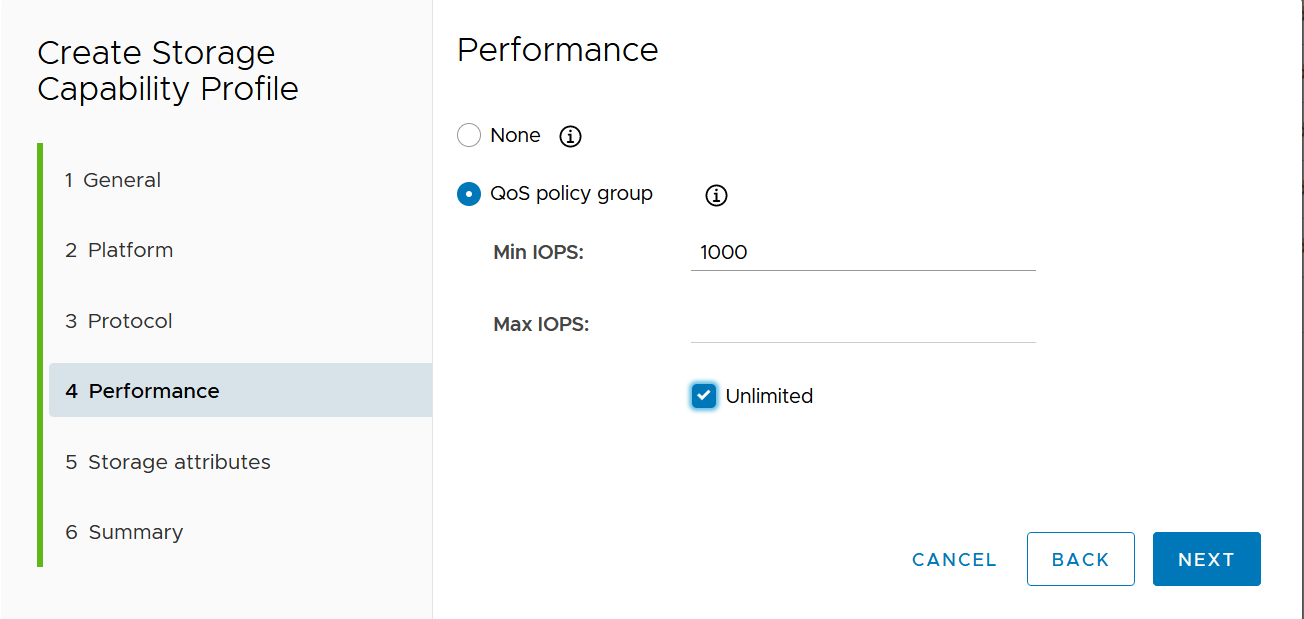 Create Storage
Capability Profile
1 General
2 Platform
3 Protocol
4 Performance
5 Storage attributes
6 Summary
Performance
None
QoS policy group
Min IOPS: 1000
Max IOPS:
Unlimited
CANCEL BACK NEXT